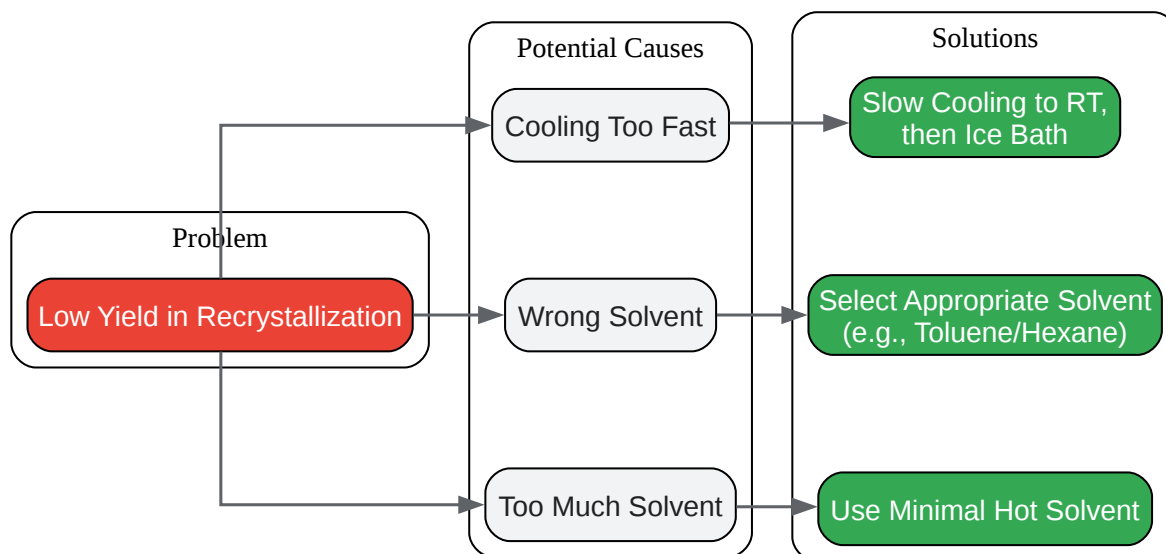 Problem
Low Yield in Recrystallization
Potential Causes
Cooling Too Fast
Wrong Solvent
Too Much Solvent
Solutions
Slow Cooling to RT,
then Ice Bath
Select Appropriate Solvent
(e.g., Toluene/Hexane)
Use Minimal Hot Solvent